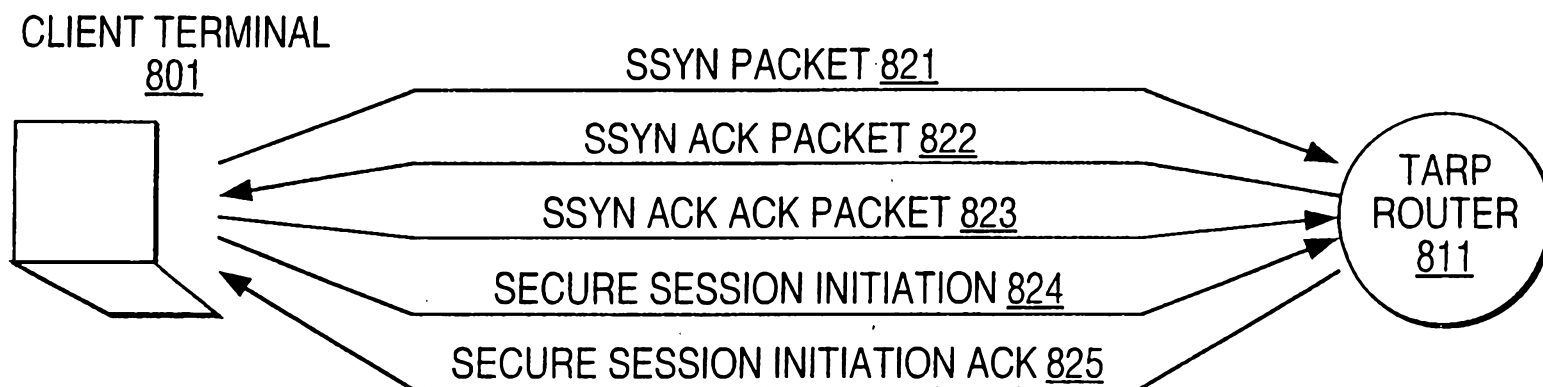 CLIENT TERMINAL
801
SSYN PACKET 821
SSYN ACK PACKET 822
SSYN ACK ACK PACKET 823
SECURE SESSION INITIATION 824
SECURE SESSION INITIATION ACK 825
TARP
ROUTER
811